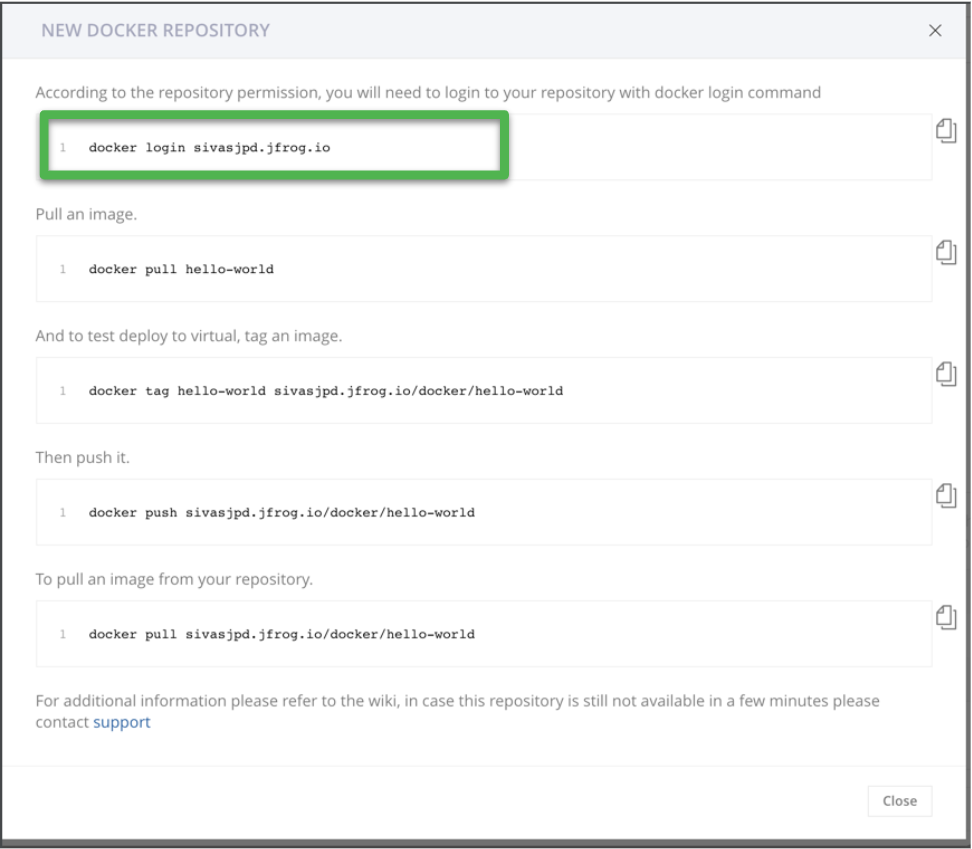 NEW DOCKER REPOSITORY
According to the repository permission, you will need to login to your repository with docker login command
1 docker login sivasjpd.jfrog.io
Pull an image.
1 docker pull hello-world
And to test deploy to virtual, tag an image.
1 docker tag hello-world sivasjpd.jfrog.io/docker/hello-world
Then push it.
1 docker push sivasjpd.jfrog.io/docker/hello-world
To pull an image from your repository.
1 docker pull sivasjpd.jfrog.io/docker/hello-world
For additional information please refer to the wiki, in case this repository is still not available in a few minutes please
contact support
Close